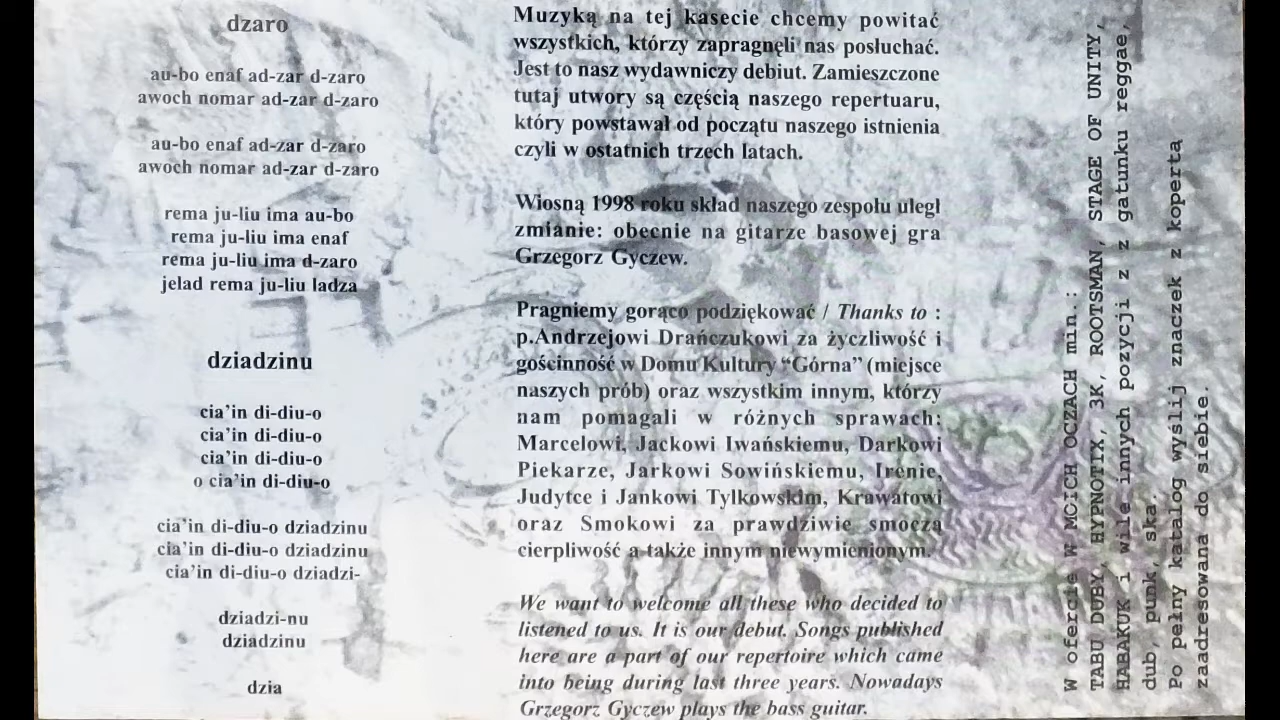 dzaro
au-bo enaf ad-zar d-zaro
awoch nomar ad-zar d-zaro
au-bo enaf ad-zar d-zaro
awoch nomar ad-zar d-zaro
rema ju-liu ima au-bo
rema ju-liu ima enaf
rema ju-liu ima d-zaro
jelad rema ju-liu ladza
dziadzinu
cia'in di-diu-o
cia'in di-diu-o
cia'in di-diu-o
o cia'in di-diu-o
cia'in di-diu-o dziadzinu
cia'in di-diu-o dziadzinu
cia'in di-diu-o dziadzi-
dziadzi-nu
dziadzinu
dzia
Muzyką na tej kasecie chcemy powitać
wszystkich, którzy zapragnęli nas posłuchać.
Jest to nasz wydawniczy debiut. Zamieszczone
tutaj utwory są częścią naszego repertuaru,
który powstawał od początu naszego istnienia
czyli w ostatnich trzech latach.
Wiosną 1998 roku skład naszego zespołu uległ
zmianie: obecnie na gitarze basowej gra
Grzegorz Gyczew.
Pragniemy gorąco podziękować / Thanks to :
p.Andrzejowi Drańczukowi za życzliwość i
gościnność w Domu Kultury “Górna” (miejsce
naszych prób) oraz wszystkim innym, którzy
nam pomagali w różnych sprawach:
Marcelowi, Jackowi Iwańskiemu, Darkowi
Piekarze, Jarkowi Sowińskiemu, Irenie,
Judytce i Jankowi Tylkowskim, Krawatowi
oraz Smokowi za prawdziwie smoczą
cierpliwość a także innym niewymienionym.
We want to welcome all these who decided to
listened to us. It is our debut. Songs published
here are a part of our repertoire which came
into being during last three years. Nowadays
Grzegorz Gyczew plays the bass guitar.
W ofercie W MOICH OCZACH min.:
TABU DUBY, HYPNOTIX, 3K, ROOTSMAN, STAGE OF UNITY,
HABAKUK i wile innych pozycji z z gatunku reggae,
dub, punk, ska.
Po pełny katalog wyślij znaczek z kopertą
zaadresowaną do siebie.